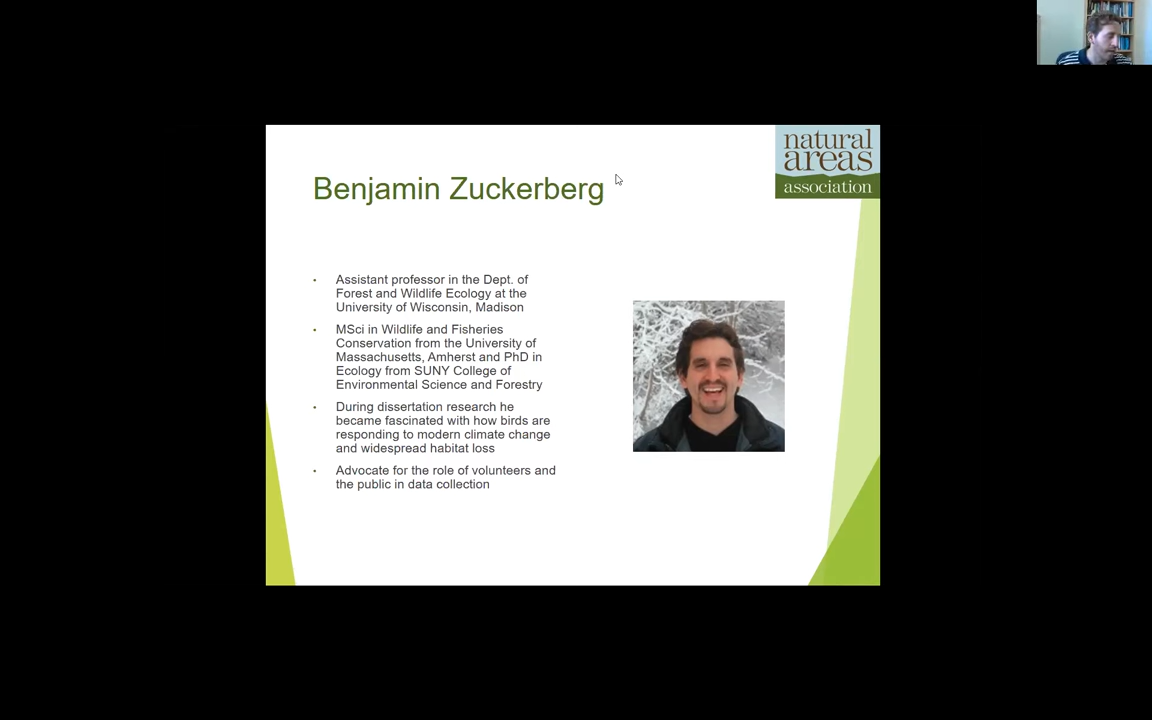 natural
areas
association
Benjamin Zuckerberg
• Assistant professor in the Dept. of
Forest and Wildlife Ecology at the
University of Wisconsin, Madison
• MSci in Wildlife and Fisheries
Conservation from the University of
Massachusetts, Amherst and PhD in
Ecology from SUNY College of
Environmental Science and Forestry
• During dissertation research he
became fascinated with how birds are
responding to modern climate change
and widespread habitat loss
• Advocate for the role of volunteers and
the public in data collection